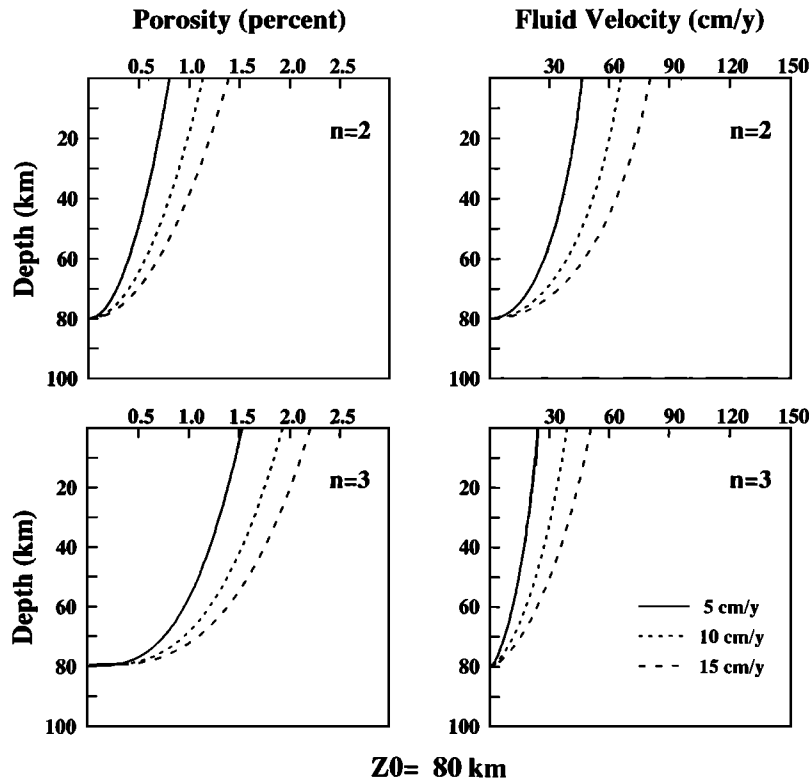 Porosity (percent) Fluid Velocity (cm/y)
0.5 1.0 1.5 2.0 2.5 30 60 90 120 150
n=2 n=2
Depth (km)
20 20
40 40
60 60
80 80
100 100
0.5 1.0 1.5 2.0 2.5 30 60 90 120 150
n=3 n=3
Depth (km)
20 20
40 40
60 60
80 80
100 100
5 cm/y
10 cm/y
15 cm/y
Z0= 80 km